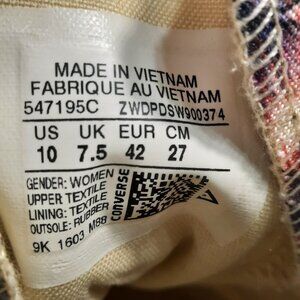 MADE IN VIETNAM
FABRIQUE AU VIETNAM
547195C ZWDPDSW900374
US UK EUR CM
10 7.5 42 27
GENDER: WOMEN
UPPER: TEXTILE
LINING: TEXTILE
OUTSOLE: RUBBER
CONVERSE
9K 1603 M88